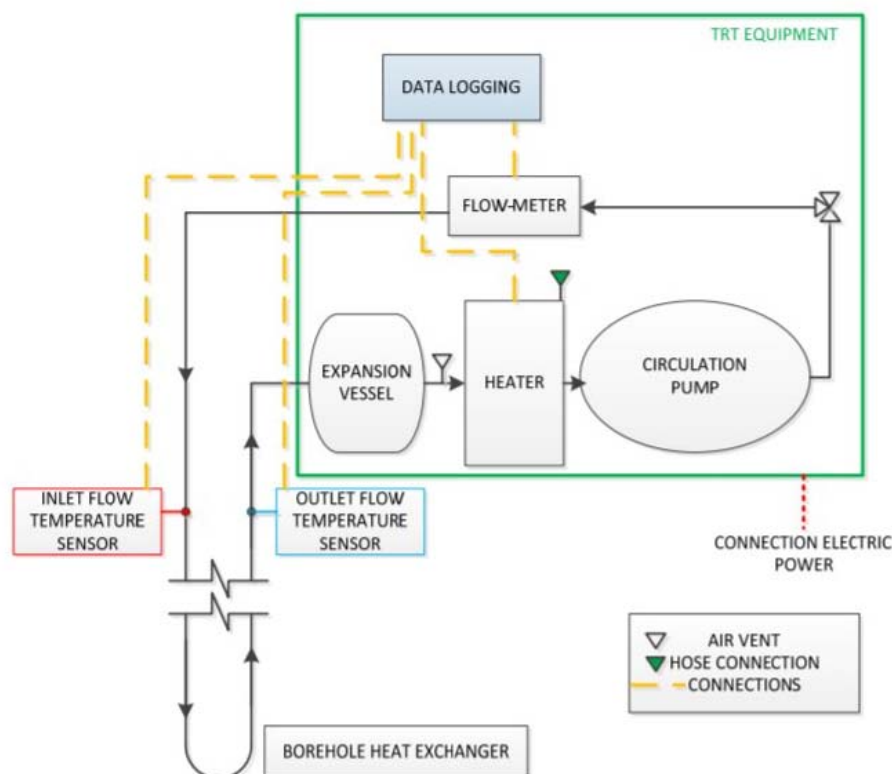 TRT EQUIPMENT
DATA LOGGING
FLOW-METER
EXPANSION
VESSEL
HEATER
CIRCULATION
PUMP
INLET FLOW
TEMPERATURE
SENSOR
OUTLET FLOW
TEMPERATURE
SENSOR
CONNECTION ELECTRIC
POWER
AIR VENT
HOSE CONNECTION
CONNECTIONS
BOREHOLE HEAT EXCHANGER